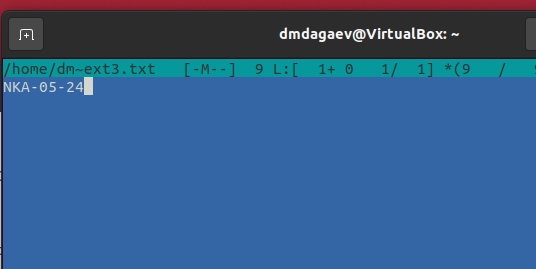 dmdagaev@VirtualBox: ~
/home/dm~ext3.txt [-M--] 9 L:[ 1+ 0 1/ 1] *(9 /
NKA-05-24